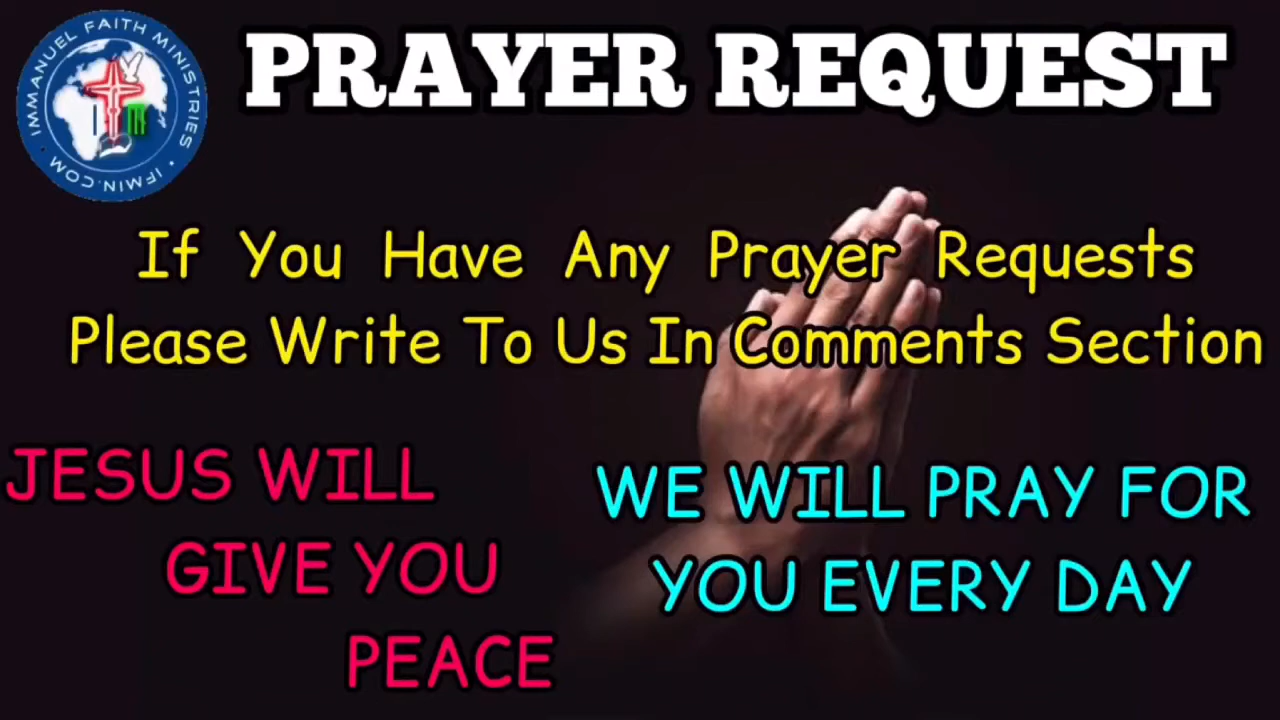 IMMANUEL FAITH MINISTRIES
• IFMIN.COM •
PRAYER REQUEST
If You Have Any Prayer Requests
Please Write To Us In Comments Section
JESUS WILL
GIVE YOU
PEACE
WE WILL PRAY FOR
YOU EVERY DAY